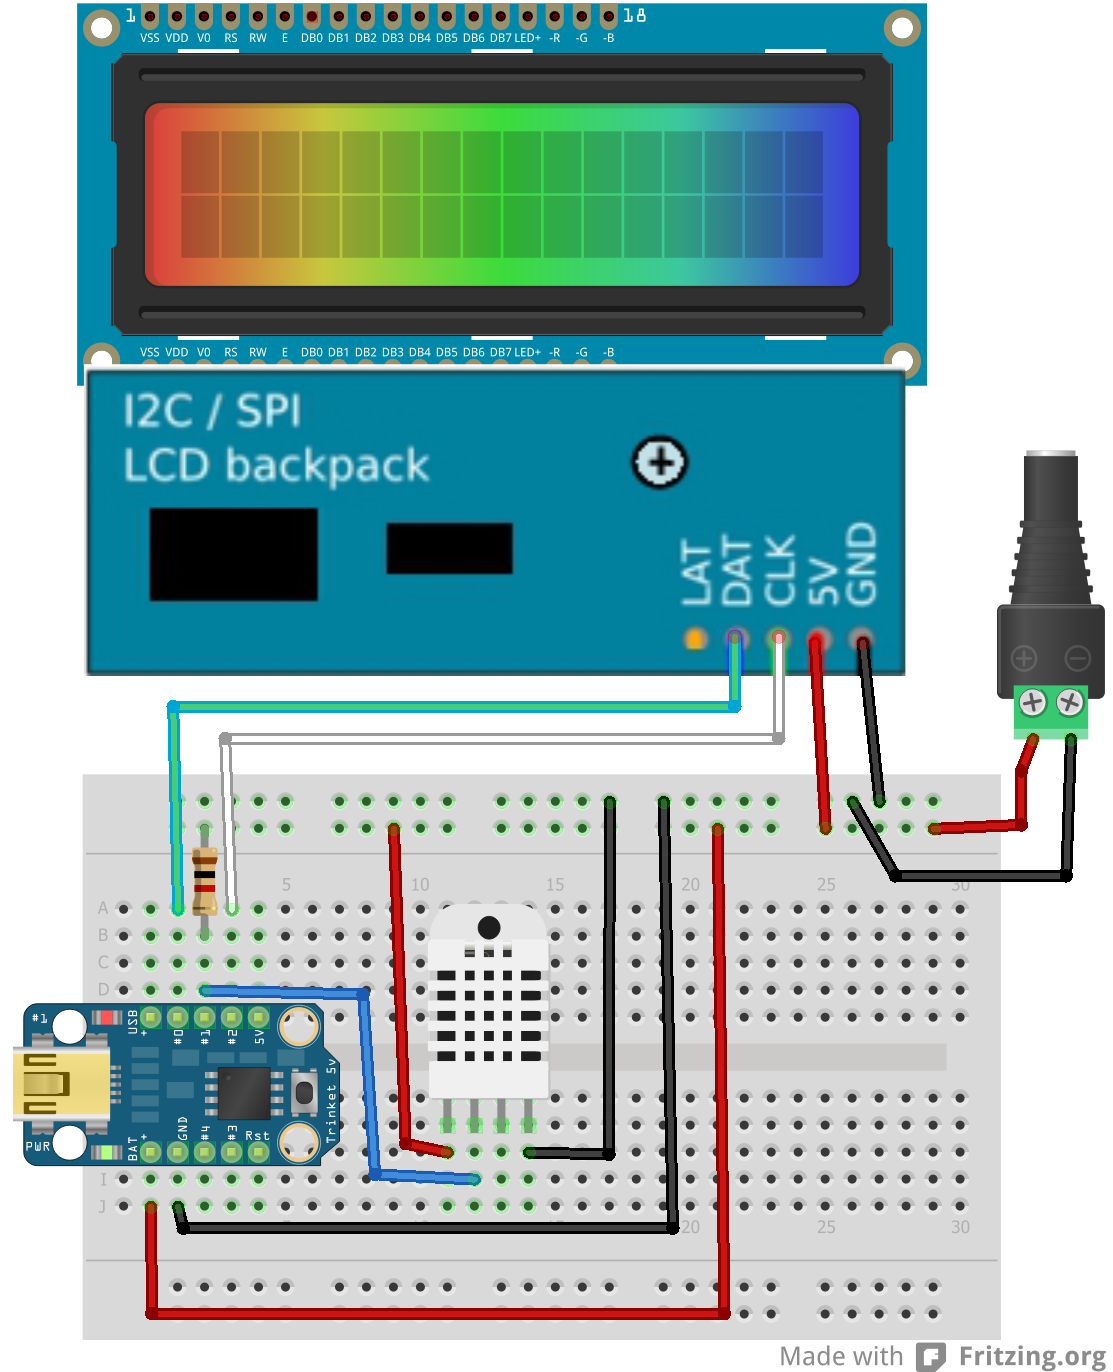 1 18
VSS VDD V0 RS RW E DB0 DB1 DB2 DB3 DB4 DB5 DB6 DB7 LED+ -R -G -B
VSS VDD V0 RS RW E DB0 DB1 DB2 DB3 DB4 DB5 DB6 DB7 LED+ -R -G -B
I2C / SPI
LCD backpack
LAT DAT CLK 5V GND
5 10 15 20 25 30
A
B
C
D
#1
USB + #0 #1 #2 5V
Trinket 5v
PWR
BAT + GND #4 #3 Rst
I
J
20 25 30
Made with Fritzing.org